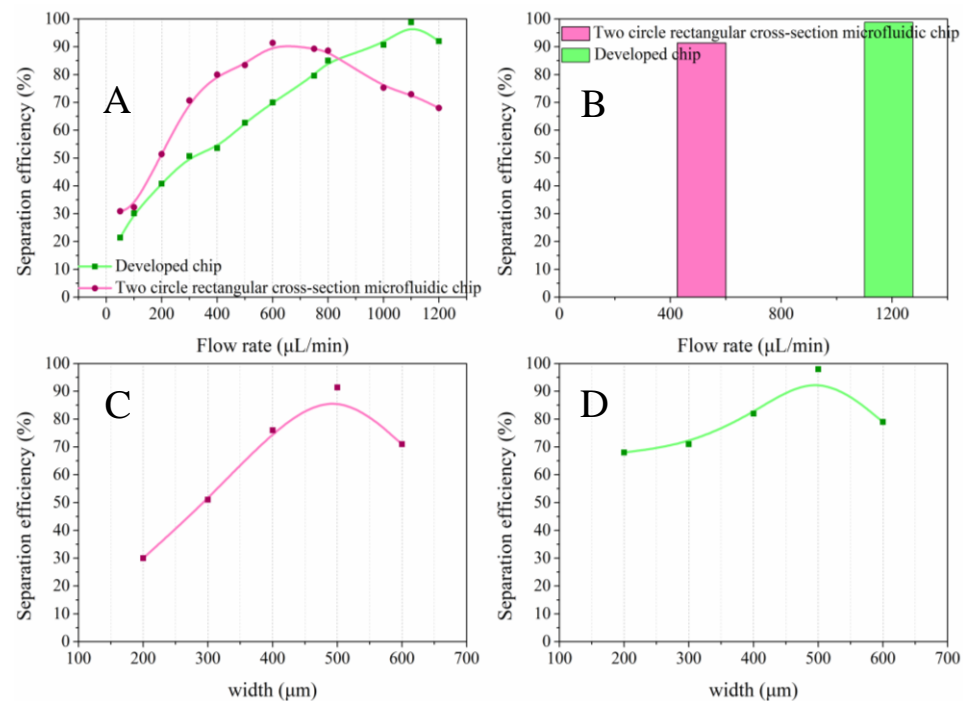 100
90
80
70
60
50
40
30
20
10
0
Separation efficiency (%)
A
Developed chip
Two circle rectangular cross-section microfluidic chip
0 200 400 600 800 1000 1200
Flow rate (μL/min)
100
90
80
70
60
50
40
30
20
10
0
Separation efficiency (%)
Two circle rectangular cross-section microfluidic chip
Developed chip
B
0 400 800 1200
Flow rate (μL/min)
100
90
80
70
60
50
40
30
20
10
0
Separation efficiency (%)
C
100 200 300 400 500 600 700
width (μm)
100
90
80
70
60
50
40
30
20
10
0
Separation efficiency (%)
D
100 200 300 400 500 600 700
width (μm)